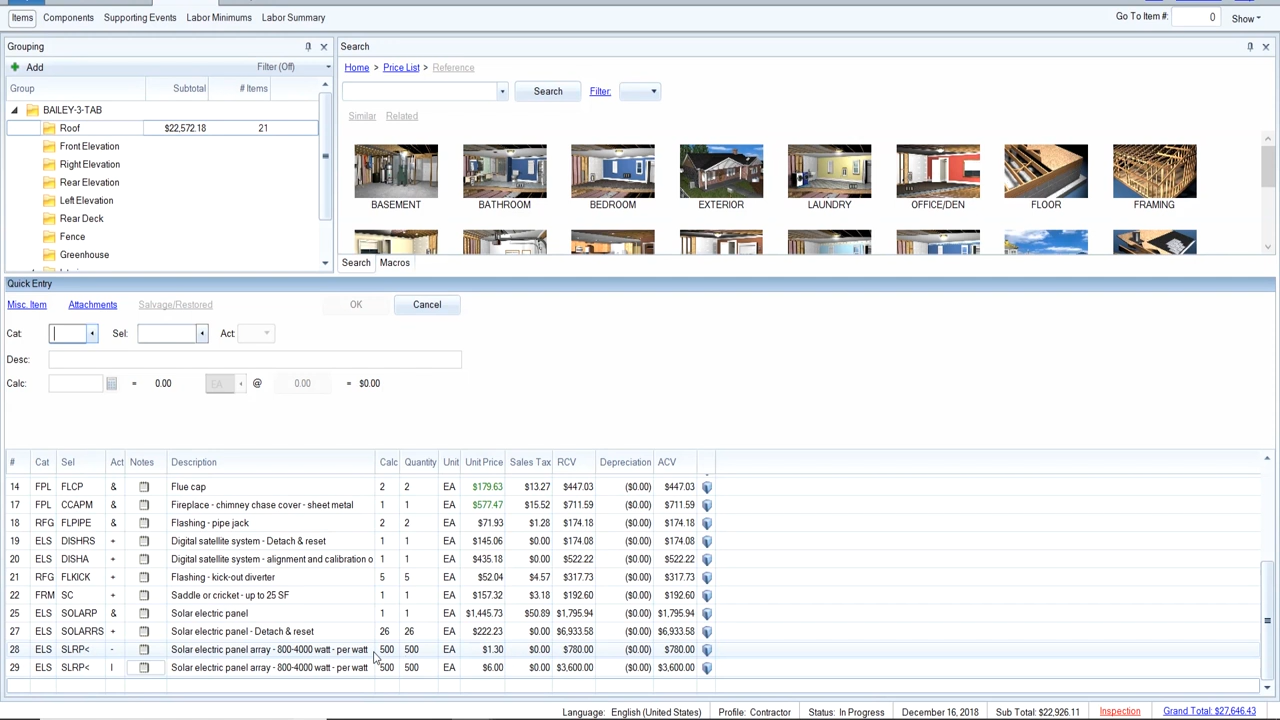 Items Components Supporting Events Labor Minimums Labor Summary Go To Item #: 0 Show
Grouping
Add Filter (Off)
Group Subtotal # Items
BAILEY-3-TAB
Roof $22,572.18 21
Front Elevation
Right Elevation
Rear Elevation
Left Elevation
Rear Deck
Fence
Greenhouse
Search
Home > Price List > Reference
Search Filter:
Similar Related
BASEMENT BATHROOM BEDROOM EXTERIOR LAUNDRY OFFICE/DEN FLOOR FRAMING
Search Macros
Quick Entry
Misc. Item Attachments Salvage/Restored OK Cancel
Cat: Sel: Act:
Desc:
Calc: = 0.00 EA @ 0.00 = $0.00
# Cat Sel Act Notes Description Calc Quantity Unit Unit Price Sales Tax RCV Depreciation ACV
14 FPL FLCP & Flue cap 2 2 EA $179.63 $13.27 $447.03 ($0.00) $447.03
17 FPL CCAPM & Fireplace - chimney chase cover - sheet metal 1 1 EA $577.47 $15.52 $711.59 ($0.00) $711.59
18 RFG FLPIPE & Flashing - pipe jack 2 2 EA $71.93 $1.28 $174.18 ($0.00) $174.18
19 ELS DISHRS + Digital satellite system - Detach & reset 1 1 EA $145.06 $0.00 $174.08 ($0.00) $174.08
20 ELS DISHA + Digital satellite system - alignment and calibration o 1 1 EA $435.18 $0.00 $522.22 ($0.00) $522.22
21 RFG FLKICK + Flashing - kick-out diverter 5 5 EA $52.04 $4.57 $317.73 ($0.00) $317.73
22 FRM SC + Saddle or cricket - up to 25 SF 1 1 EA $157.32 $3.18 $192.60 ($0.00) $192.60
25 ELS SOLARP & Solar electric panel 1 1 EA $1,445.73 $50.89 $1,795.94 ($0.00) $1,795.94
27 ELS SOLARRS + Solar electric panel - Detach & reset 26 26 EA $222.23 $0.00 $6,933.58 ($0.00) $6,933.58
28 ELS SLRP< - Solar electric panel array - 800-4000 watt - per watt 500 500 EA $1.30 $0.00 $780.00 ($0.00) $780.00
29 ELS SLRP< I Solar electric panel array - 800-4000 watt - per watt 500 500 EA $6.00 $0.00 $3,600.00 ($0.00) $3,600.00
Language: English (United States) Profile: Contractor Status: In Progress December 16, 2018 Sub Total: $22,926.11 Inspection Grand Total: $27,646.43